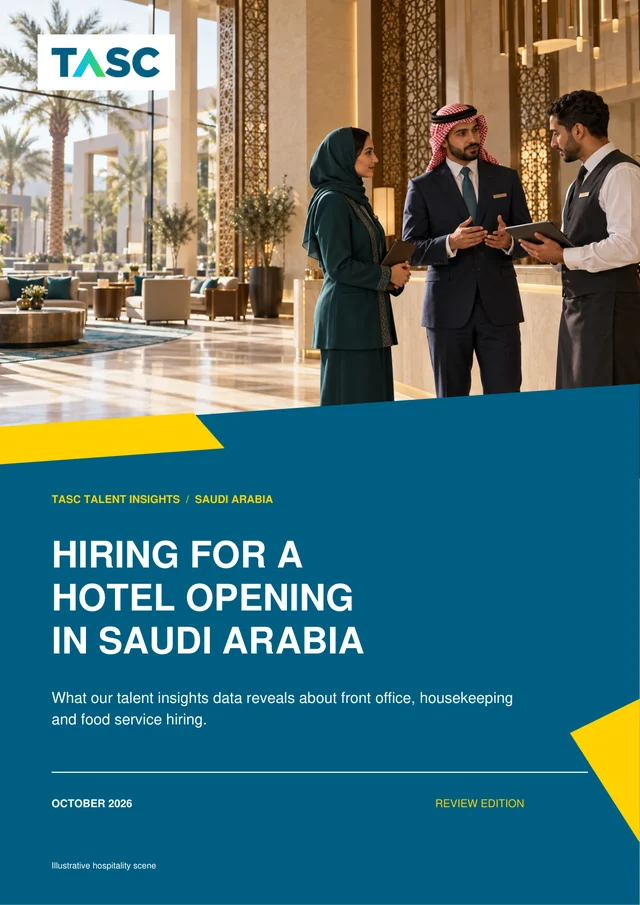 TASC
TASC TALENT INSIGHTS / SAUDI ARABIA
HIRING FOR A
HOTEL OPENING
IN SAUDI ARABIA
What our talent insights data reveals about front office, housekeeping
and food service hiring.
OCTOBER 2026
REVIEW EDITION
Illustrative hospitality scene